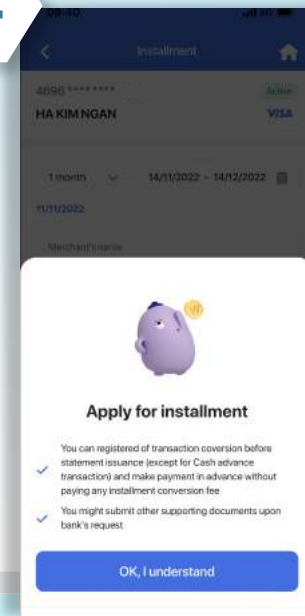 09:40
Installment
4696 **** ****
Active
HA KIM NGAN
VISA
1 month
14/11/2022 - 14/12/2022
11/11/2022
Merchant's name
Apply for installment
You can registered of transaction coversion before
statement issuance (except for Cash advance
transaction) and make payment in advance without
paying any installment conversion fee
You might submit other supporting documents upon
bank's request
OK, I understand